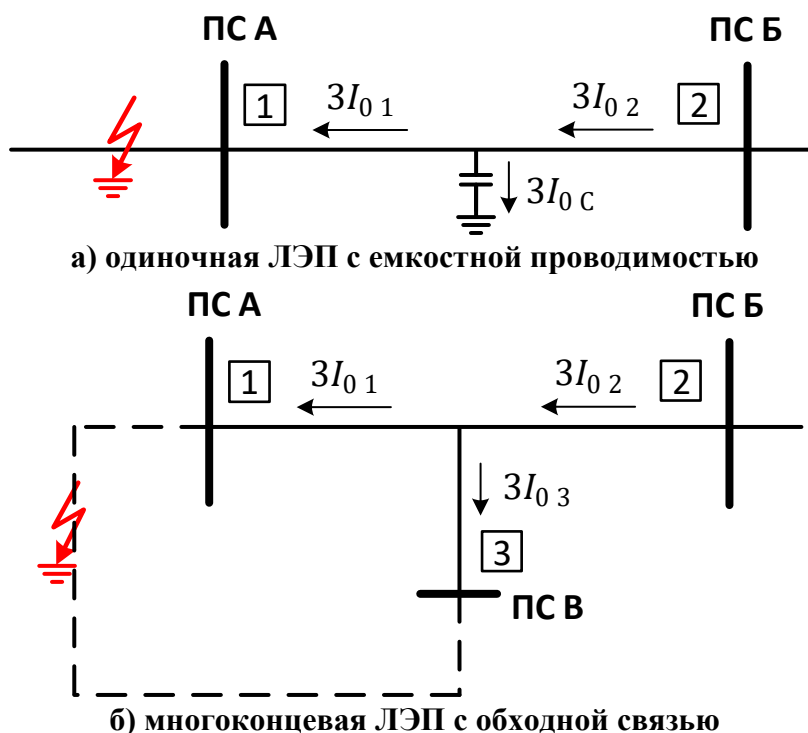 ПС А ПС Б
1 3I0 1 3I0 2 2
3I0 C
а) одиночная ЛЭП с емкостной проводимостью
ПС А ПС Б
1 3I0 1 3I0 2 2
3I0 3
3
ПС В
б) многоконцевая ЛЭП с обходной связью